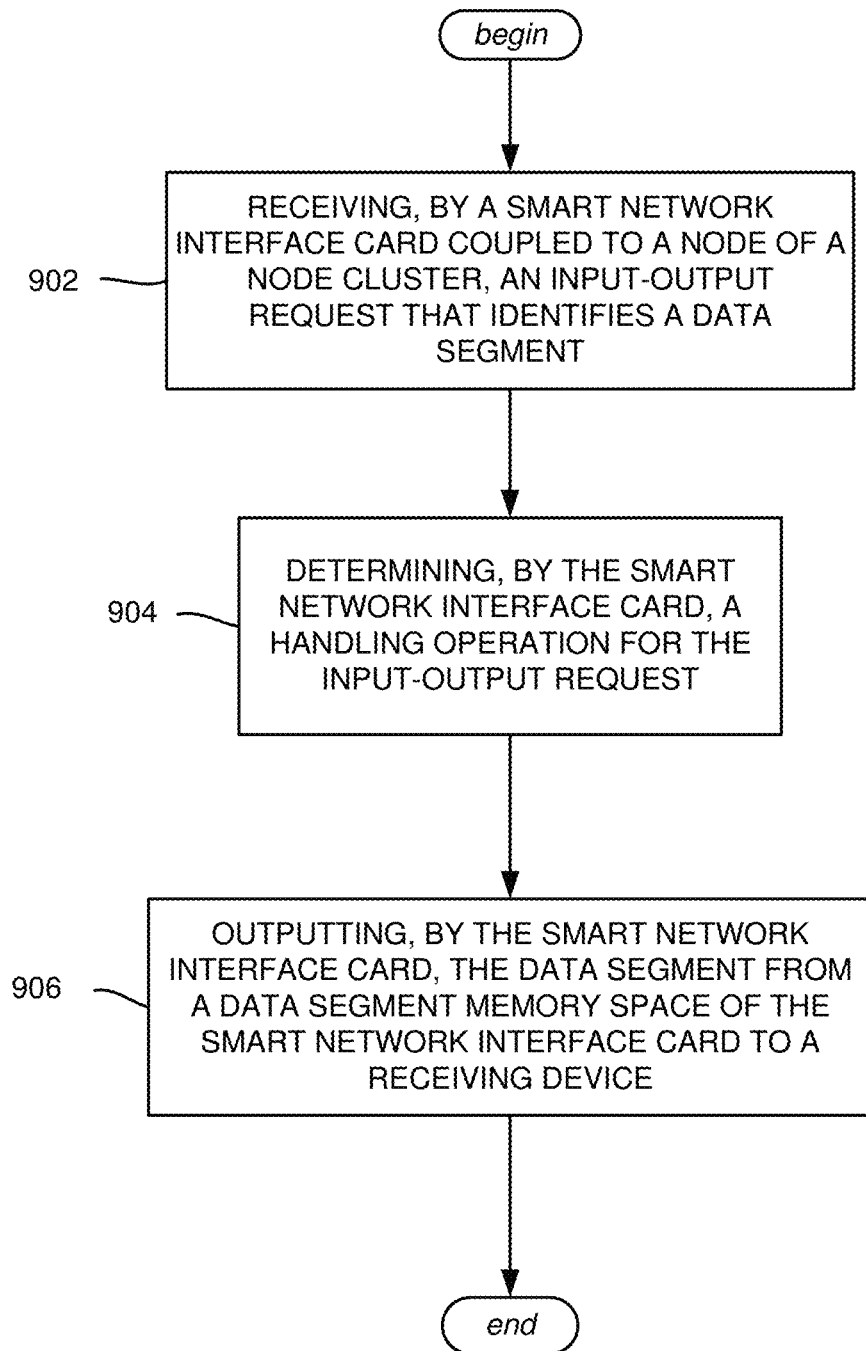 begin
902
RECEIVING, BY A SMART NETWORK
INTERFACE CARD COUPLED TO A NODE OF A
NODE CLUSTER, AN INPUT-OUTPUT
REQUEST THAT IDENTIFIES A DATA
SEGMENT
904
DETERMINING, BY THE SMART
NETWORK INTERFACE CARD, A
HANDLING OPERATION FOR THE
INPUT-OUTPUT REQUEST
906
OUTPUTTING, BY THE SMART NETWORK
INTERFACE CARD, THE DATA SEGMENT FROM
A DATA SEGMENT MEMORY SPACE OF THE
SMART NETWORK INTERFACE CARD TO A
RECEIVING DEVICE
end